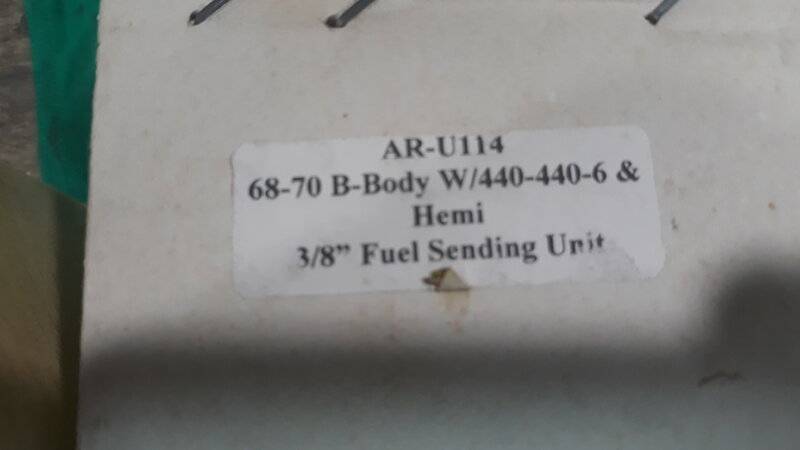 AR-U114
68-70 B-Body W/440-440-6 &
Hemi
3/8” Fuel Sending Unit